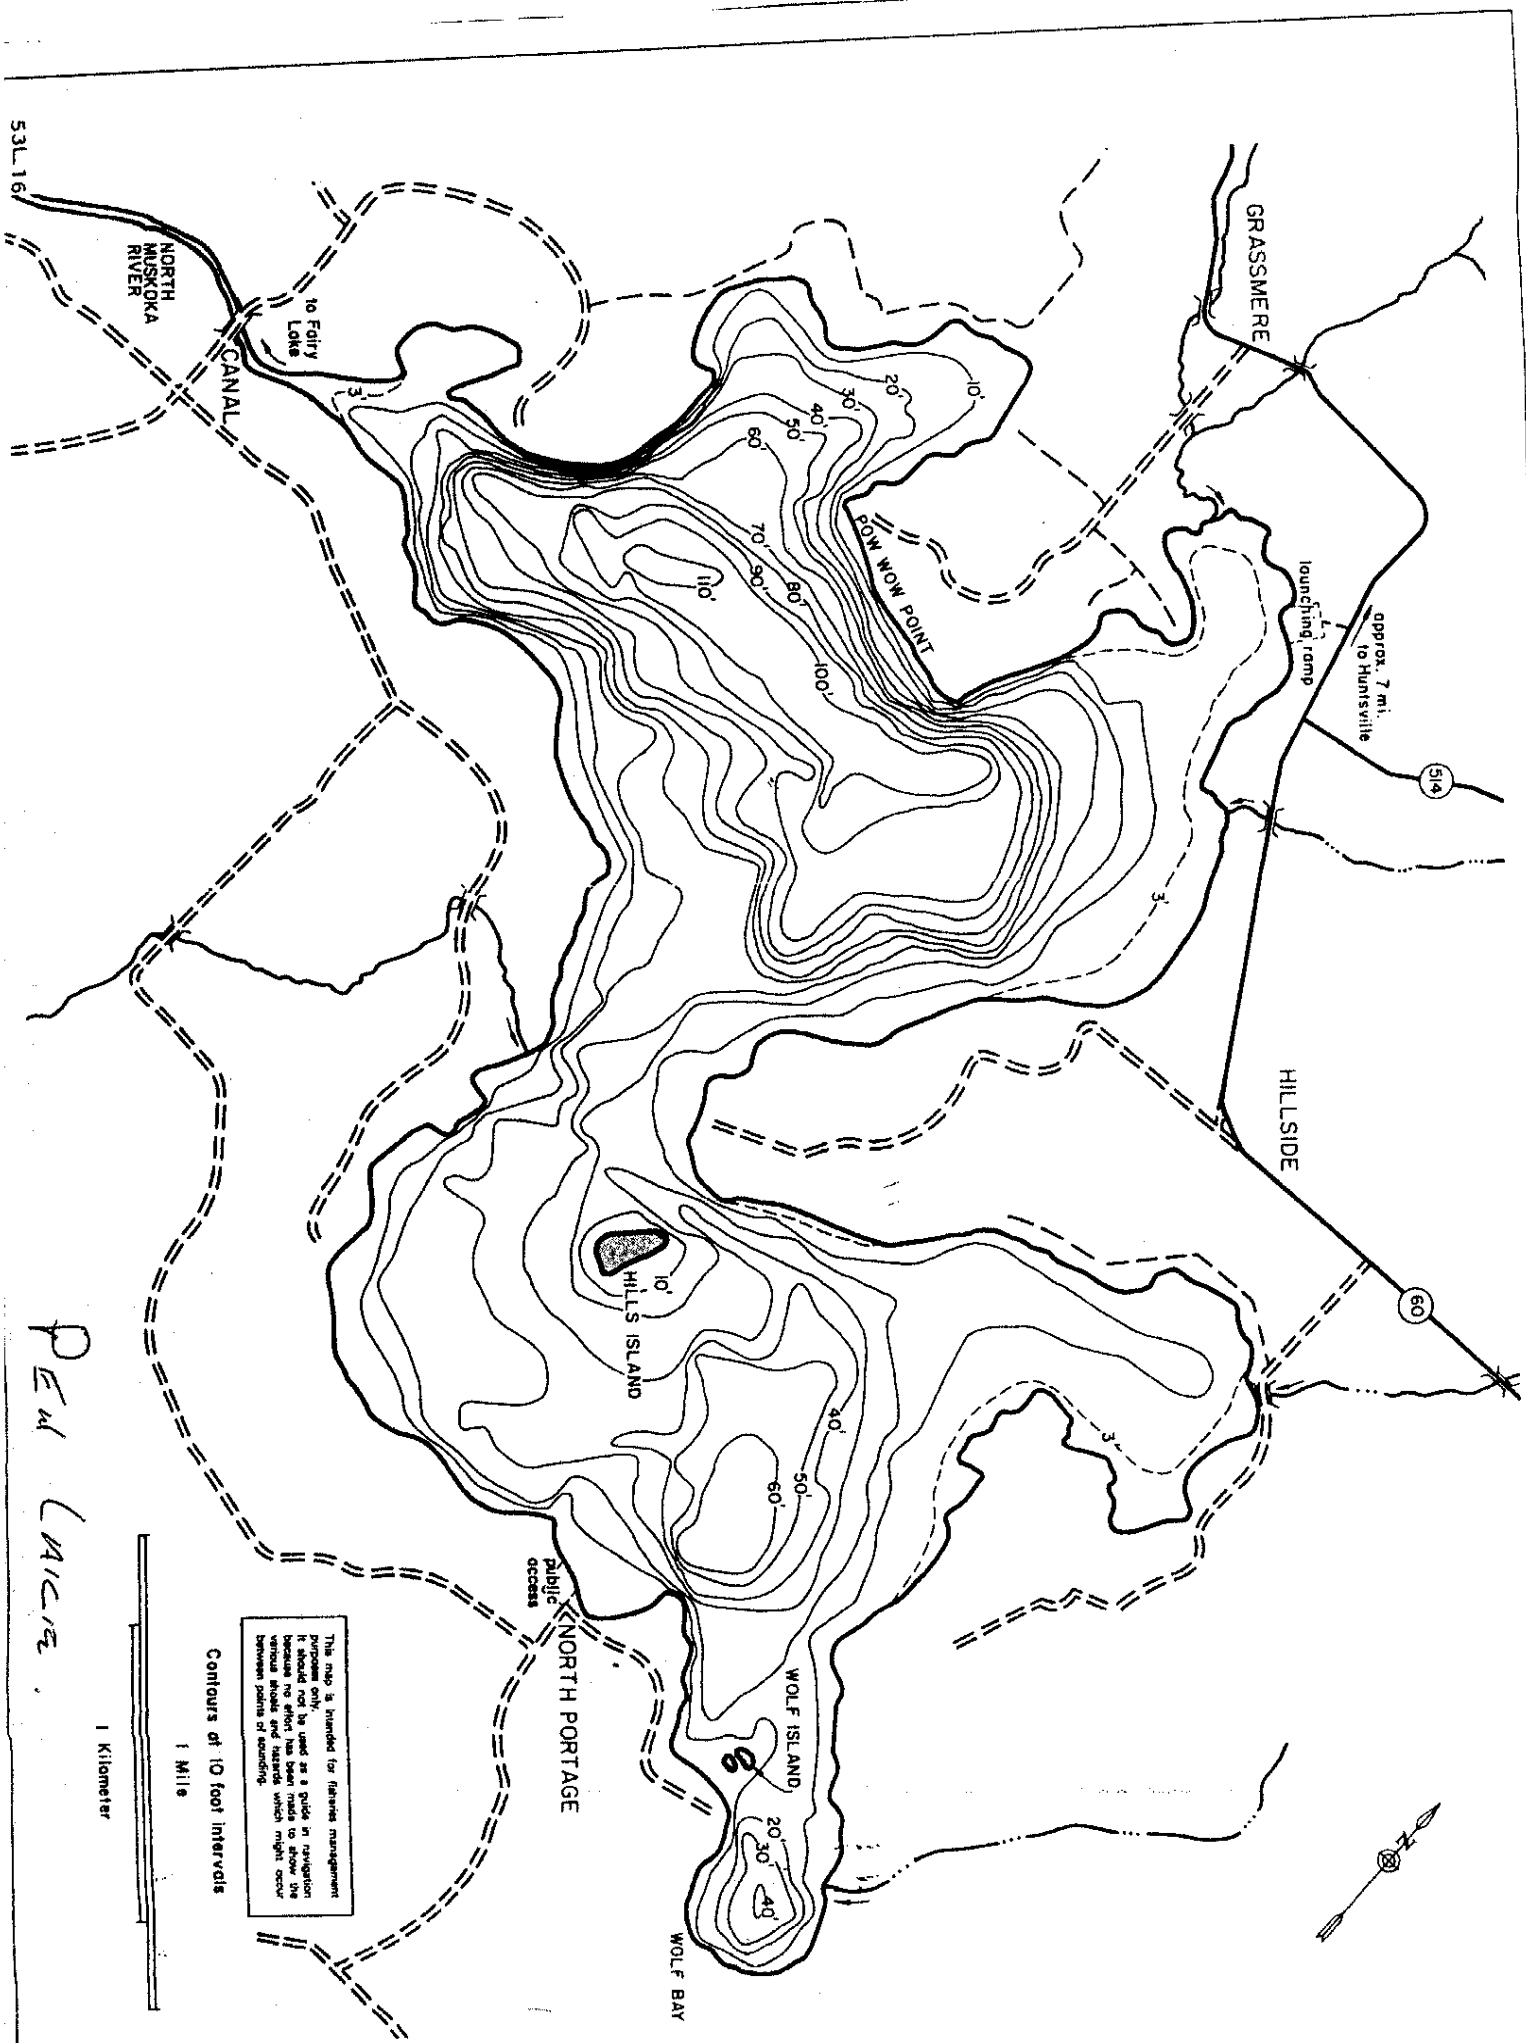 53L 16
NORTH
MUSKOKA
RIVER
to Fairy
Lake
CANAL
3'
GRASSMERE
10'
20'
30'
40'
50'
60'
70'
90'
80'
100'
110'
POW WOW POINT
launching ramp
approx. 7 mi.
to Huntsville
514
3'
HILLSIDE
60
3'
HILLS ISLAND
10'
40'
50'
60'
public
access
NORTH PORTAGE
WOLF ISLAND
20'
30'
40'
WOLF BAY
N
This map is intended for fisheries management
purposes only.
It should not be used as a guide in navigation
because no effort has been made to show the
various shoals and hazards which might occur
between points of sounding.
Contours at 10 foot intervals
1 Mile
1 Kilometer